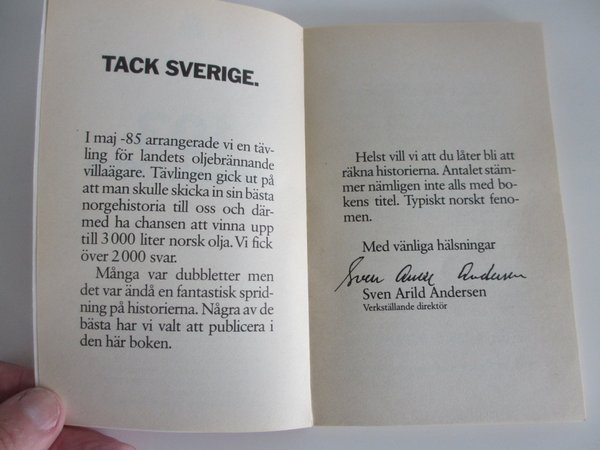 TACK SVERIGE.
I maj -85 arrangerade vi en täv-
ling för landets oljebrännande
villaägare. Tävlingen gick ut på
att man skulle skicka in sin bästa
norgehistoria till oss och där-
med ha chansen att vinna upp
till 3 000 liter norsk olja. Vi fick
över 2 000 svar.
Många var dubbletter men
det var ändå en fantastisk sprid-
ning på historierna. Några av de
bästa har vi valt att publicera i
den här boken.
Helst vill vi att du låter bli att
räkna historierna. Antalet stäm-
mer nämligen inte alls med bo-
kens titel. Typiskt norskt feno-
men.
Med vänliga hälsningar
Sven Arild Andersen
Sven Arild Andersen
Verkställande direktör